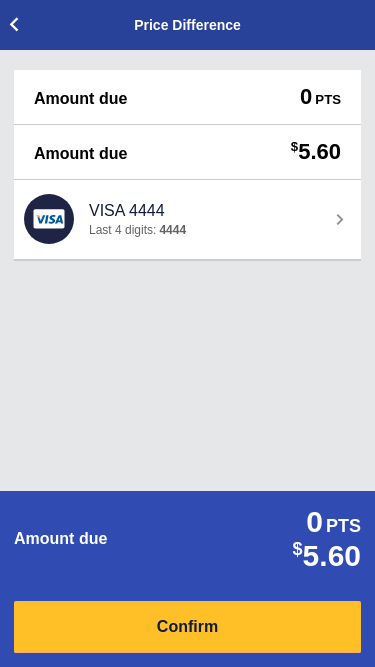 Price Difference
Amount due 0 PTS
Amount due $5.60
VISA VISA 4444
Last 4 digits: 4444
0 PTS
Amount due
$5.60
Confirm